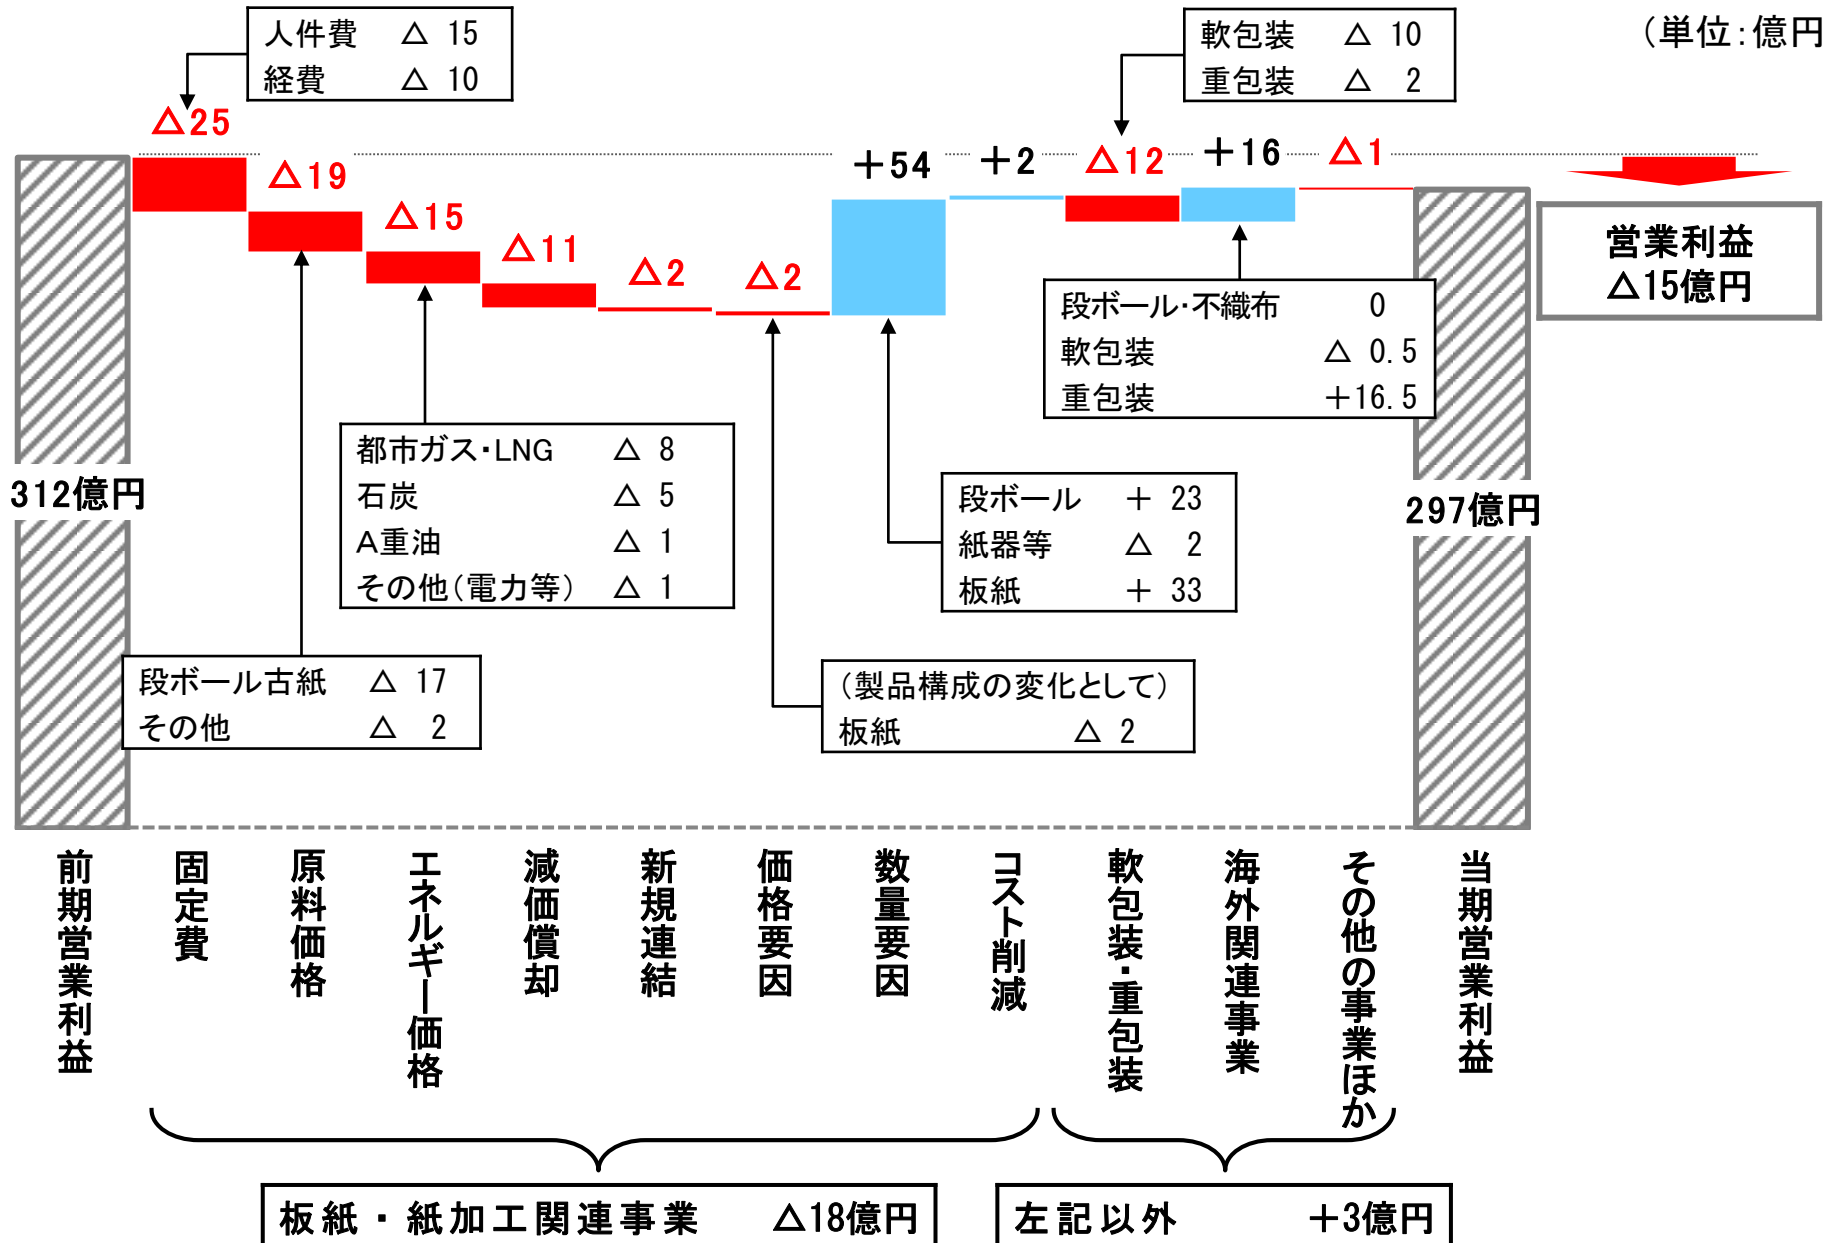 (単位:億円
人件費 △ 15
経費 △ 10
軟包装 △ 10
重包装 △ 2
△25
△19
△15
△11
△2
△2
+54
+2
△12
+16
△1
営業利益
△15億円
段ボール・不織布 0
軟包装 △ 0.5
重包装 +16.5
都市ガス・LNG △ 8
石炭 △ 5
A重油 △ 1
その他(電力等) △ 1
段ボール + 23
紙器等 △ 2
板紙 + 33
312億円
297億円
段ボール古紙 △ 17
その他 △ 2
(製品構成の変化として)
板紙 △ 2
前期営業利益
固定費
原料価格
エネルギー価格
減価償却
新規連結
価格要因
数量要因
コスト削減
軟包装・重包装
海外関連事業
その他の事業ほか
当期営業利益
板紙・紙加工関連事業 △18億円
左記以外 +3億円